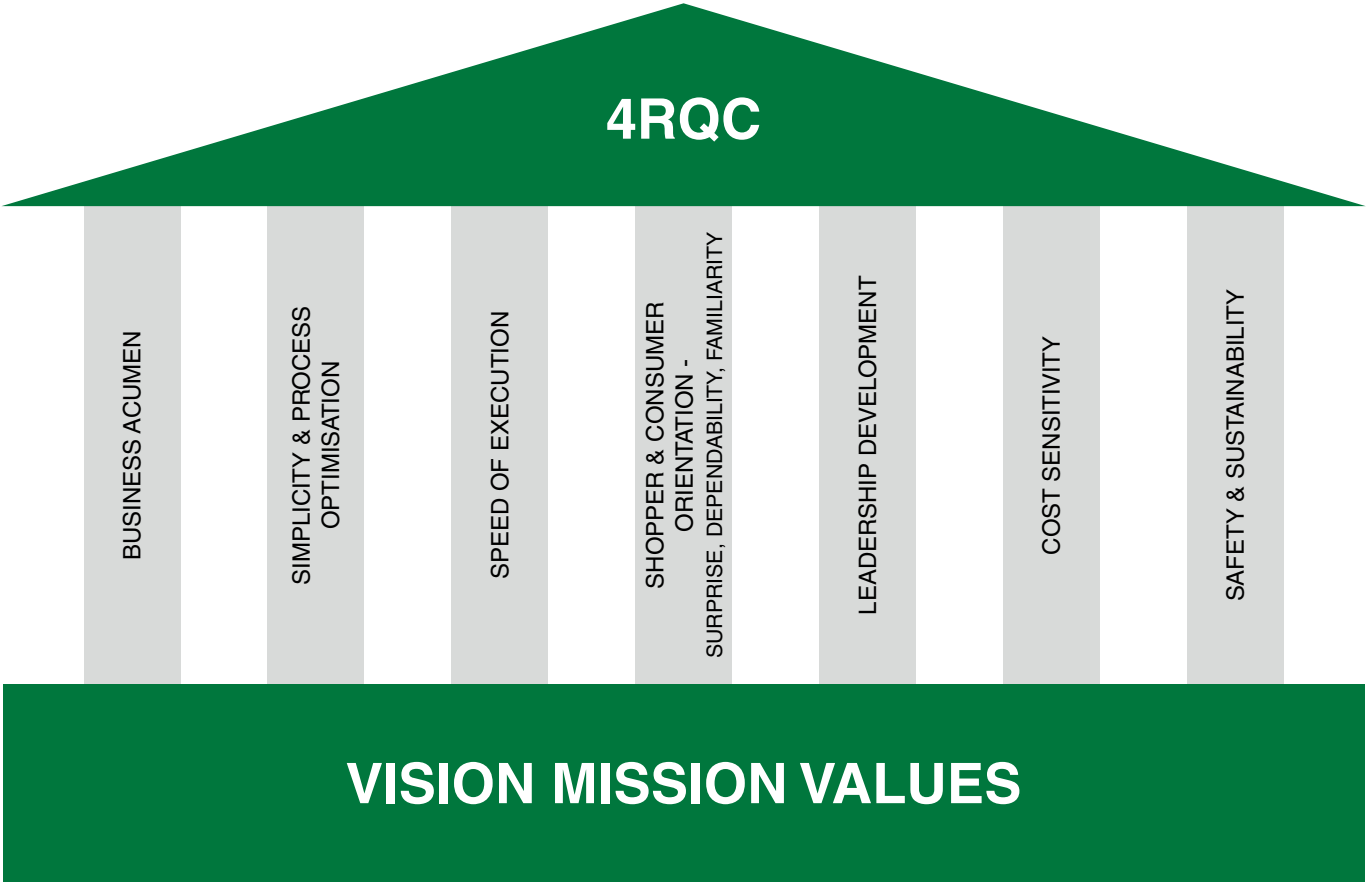 4RQC
BUSINESS ACUMEN
SIMPLICITY & PROCESS
OPTIMISATION
SPEED OF EXECUTION
SHOPPER & CONSUMER
ORIENTATION -
SURPRISE, DEPENDABILITY, FAMILIARITY
LEADERSHIP DEVELOPMENT
COST SENSITIVITY
SAFETY & SUSTAINABILITY
VISION MISSION VALUES